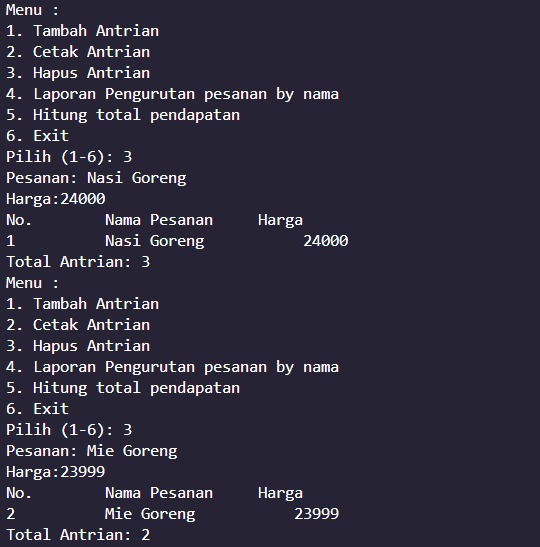 Menu :
1. Tambah Antrian
2. Cetak Antrian
3. Hapus Antrian
4. Laporan Pengurutan pesanan by nama
5. Hitung total pendapatan
6. Exit
Pilih (1-6): 3
Pesanan: Nasi Goreng
Harga:24000
No.        Nama Pesanan     Harga
1          Nasi Goreng           24000
Total Antrian: 3
Menu :
1. Tambah Antrian
2. Cetak Antrian
3. Hapus Antrian
4. Laporan Pengurutan pesanan by nama
5. Hitung total pendapatan
6. Exit
Pilih (1-6): 3
Pesanan: Mie Goreng
Harga:23999
No.        Nama Pesanan     Harga
2          Mie Goreng           23999
Total Antrian: 2